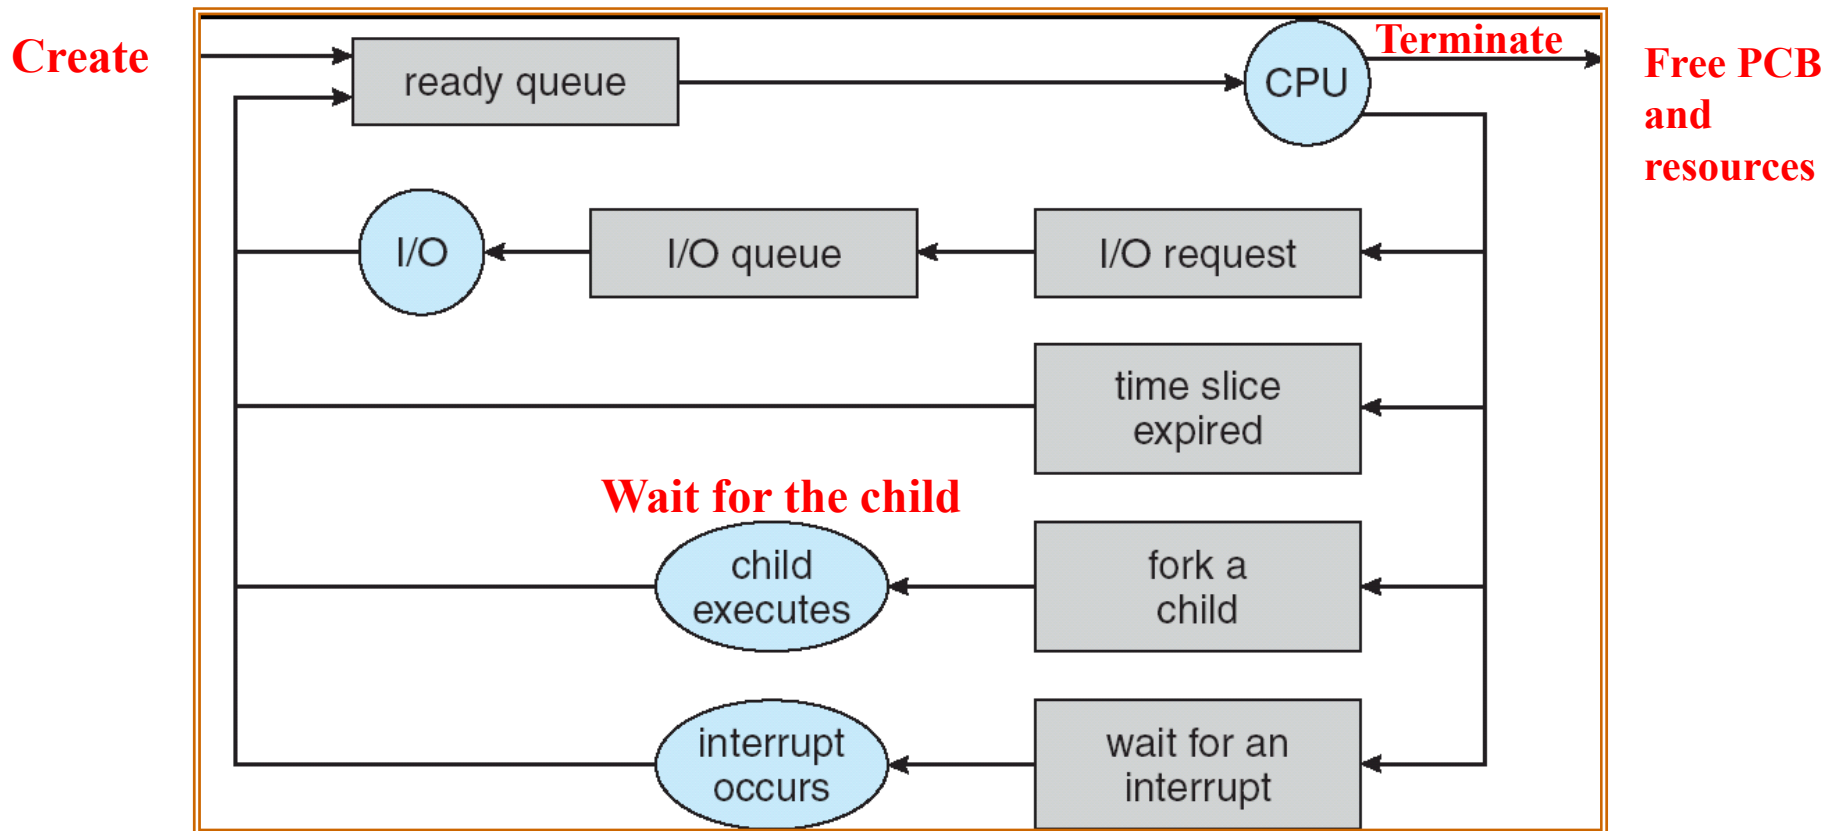 Create
ready queue
CPU
Terminate
Free PCB
and
resources
I/O
I/O queue
I/O request
time slice
expired
Wait for the child
child
executes
fork a
child
interrupt
occurs
wait for an
interrupt